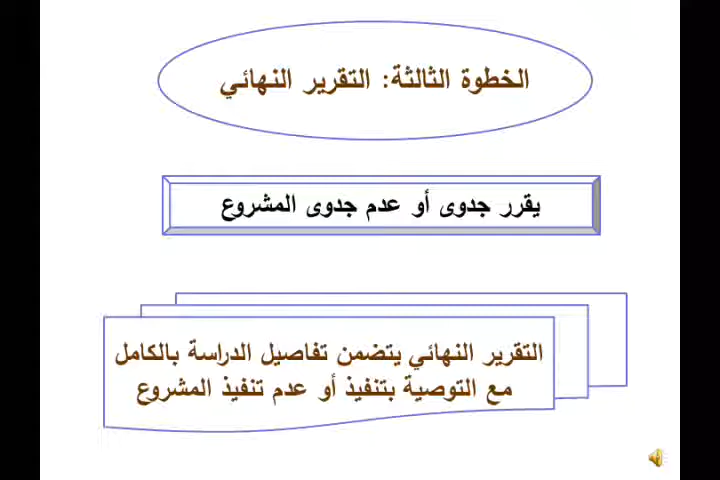 الخطوة الثالثة: التقرير النهائي
يقرر جدوى أو عدم جدوى المشروع
التقرير النهائي يتضمن تفاصيل الدراسة بالكامل
مع التوصية بتنفيذ أو عدم تنفيذ المشروع